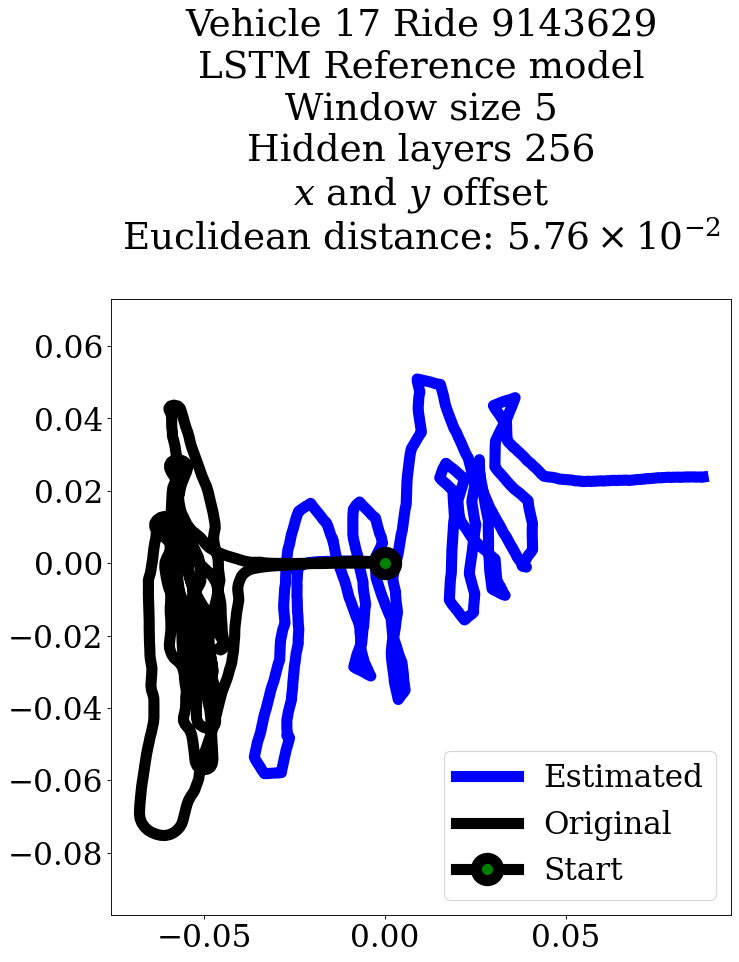 Vehicle 17 Ride 9143629
LSTM Reference model
Window size 5
Hidden layers 256
x and y offset
Euclidean distance: 5.76 × 10⁻²
0.06
0.04
0.02
0.00
−0.02
−0.04
−0.06
−0.08
−0.05 0.00 0.05
Estimated
Original
Start